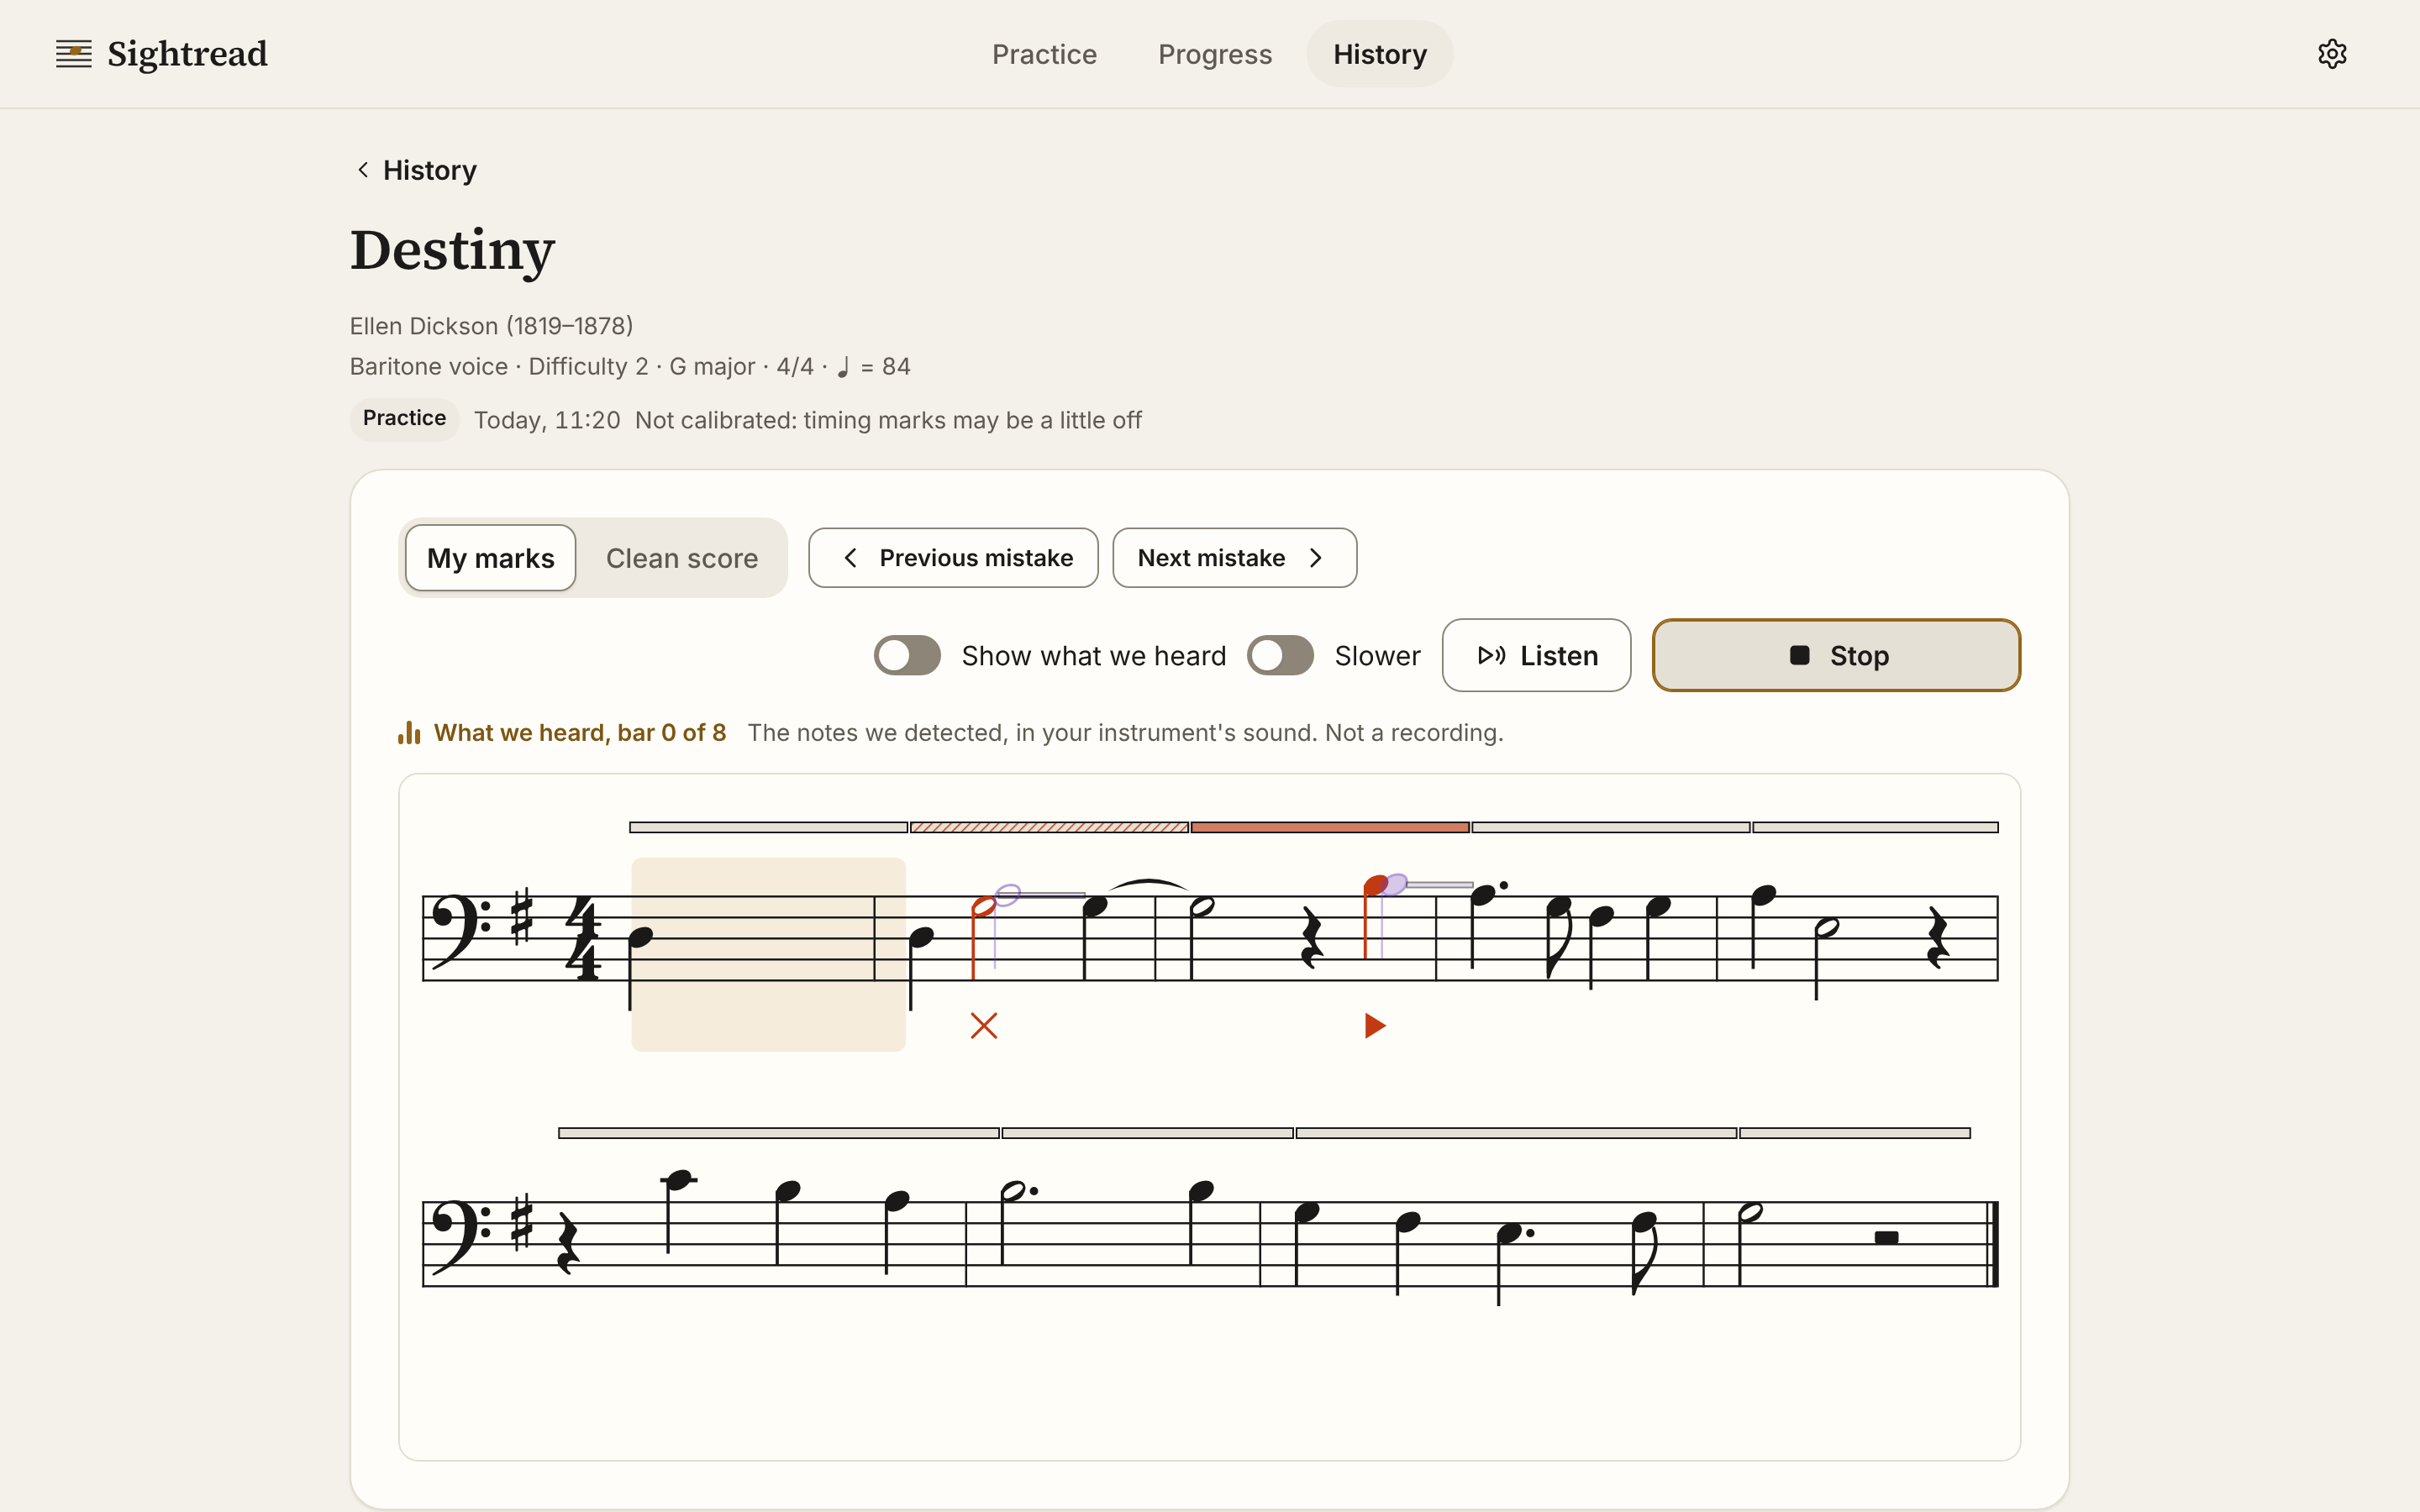 Sightread
Practice
Progress
History
History
Destiny
Ellen Dickson (1819–1878)
Baritone voice · Difficulty 2 · G major · 4/4 · ♩ = 84
Practice Today, 11:20 Not calibrated: timing marks may be a little off
My marks Clean score Previous mistake Next mistake
Show what we heard Slower Listen Stop
What we heard, bar 0 of 8 The notes we detected, in your instrument's sound. Not a recording.
4
4